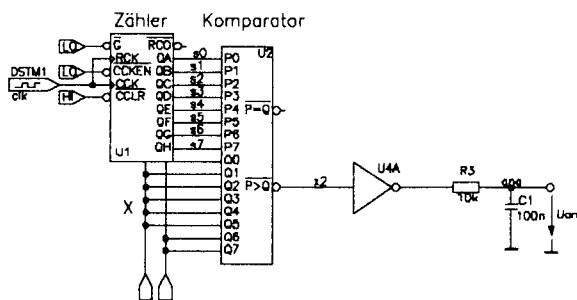 Zähler Komparator
LO G RCO U2
RCK QA s0 P0
DSTM1 LO CCKEN QB s1 P1
CCK QC s2 P2
clk HI CCLR QD s3 P3
QE s4 P4 P=Q
QF s5 P5
QG s6 P6
U1 QH s7 P7
Q0
Q1
Q2 P>Q z2 U4A R3 ana
X Q3 10k C1
Q4 100n
Q5
Q6
Q7